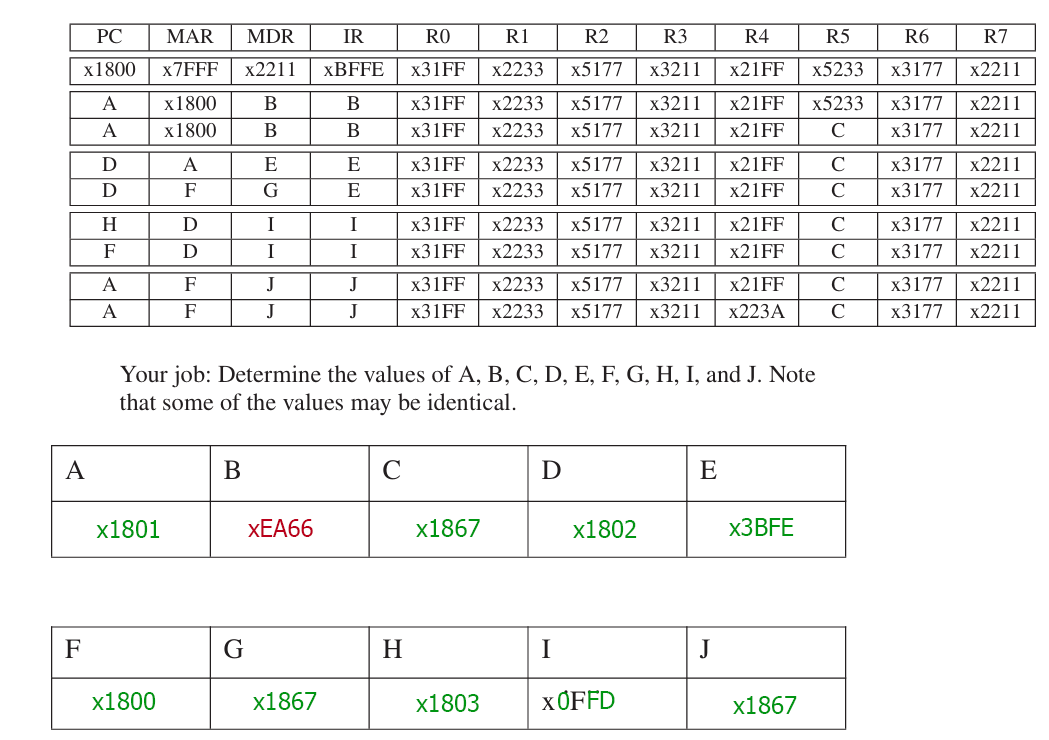 PC MAR MDR IR R0 R1 R2 R3 R4 R5 R6 R7
x1800 x7FFF x2211 xBFFE x31FF x2233 x5177 x3211 x21FF x5233 x3177 x2211
A x1800 B B x31FF x2233 x5177 x3211 x21FF x5233 x3177 x2211
A x1800 B B x31FF x2233 x5177 x3211 x21FF C x3177 x2211
D A E E x31FF x2233 x5177 x3211 x21FF C x3177 x2211
D F G E x31FF x2233 x5177 x3211 x21FF C x3177 x2211
H D I I x31FF x2233 x5177 x3211 x21FF C x3177 x2211
F D I I x31FF x2233 x5177 x3211 x21FF C x3177 x2211
A F J J x31FF x2233 x5177 x3211 x21FF C x3177 x2211
A F J J x31FF x2233 x5177 x3211 x223A C x3177 x2211
Your job: Determine the values of A, B, C, D, E, F, G, H, I, and J. Note
that some of the values may be identical.
A B C D E
x1801 xEA66 x1867 x1802 x3BFE
F G H I J
x1800 x1867 x1803 x0FFD x1867